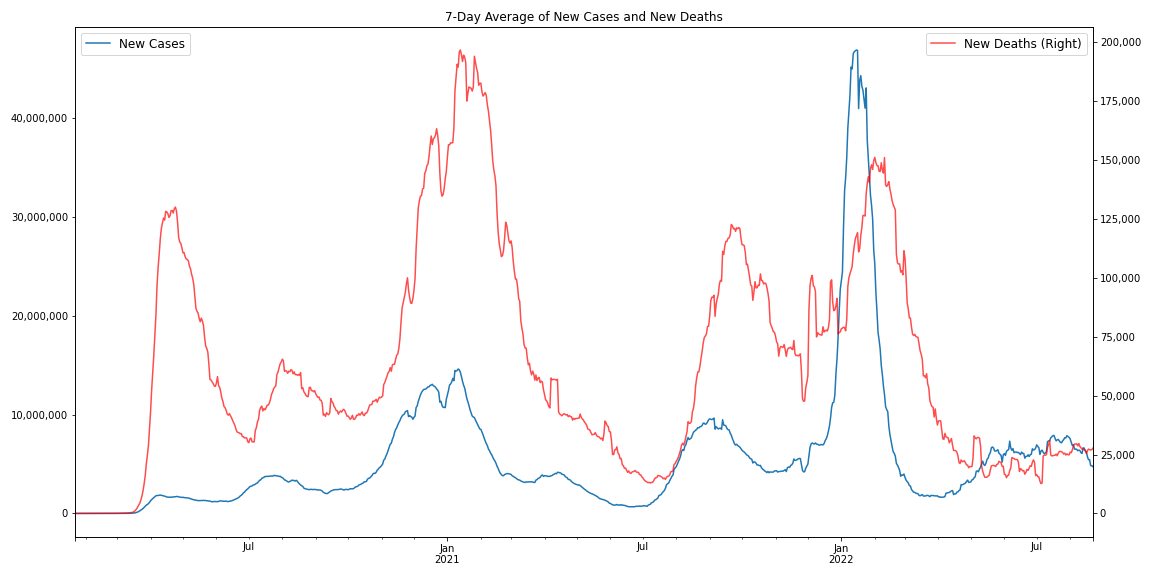 7-Day Average of New Cases and New Deaths
New Cases
New Deaths (Right)
40,000,000
30,000,000
20,000,000
10,000,000
0
200,000
175,000
150,000
125,000
100,000
75,000
50,000
25,000
0
Jul
Jan
2021
Jul
Jan
2022
Jul